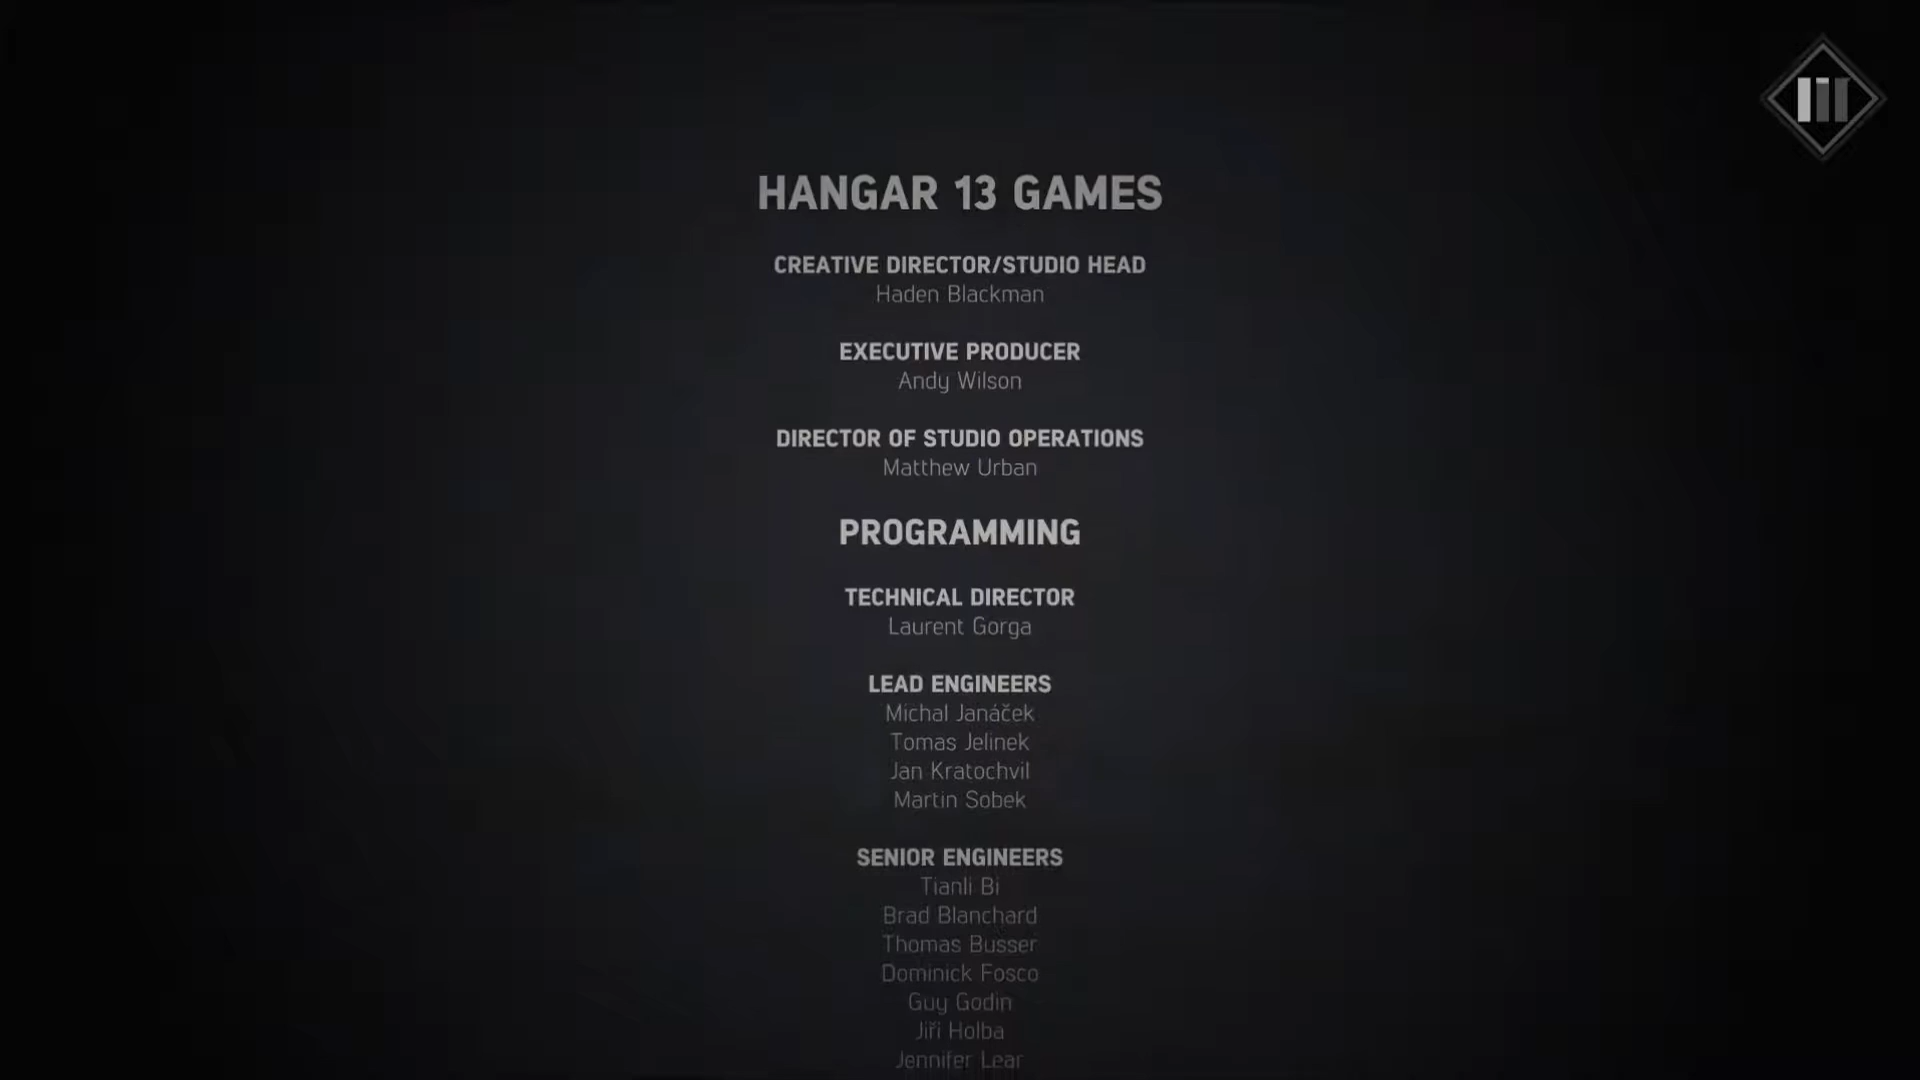 HANGAR 13 GAMES
CREATIVE DIRECTOR/STUDIO HEAD
Haden Blackman
EXECUTIVE PRODUCER
Andy Wilson
DIRECTOR OF STUDIO OPERATIONS
Matthew Urban
PROGRAMMING
TECHNICAL DIRECTOR
Laurent Gorga
LEAD ENGINEERS
Michal Janáček
Tomas Jelinek
Jan Kratochvil
Martin Sobek
SENIOR ENGINEERS
Tianli Bi
Brad Blanchard
Thomas Busser
Dominick Fosco
Guy Godin
Jiří Holba
Jennifer Lear